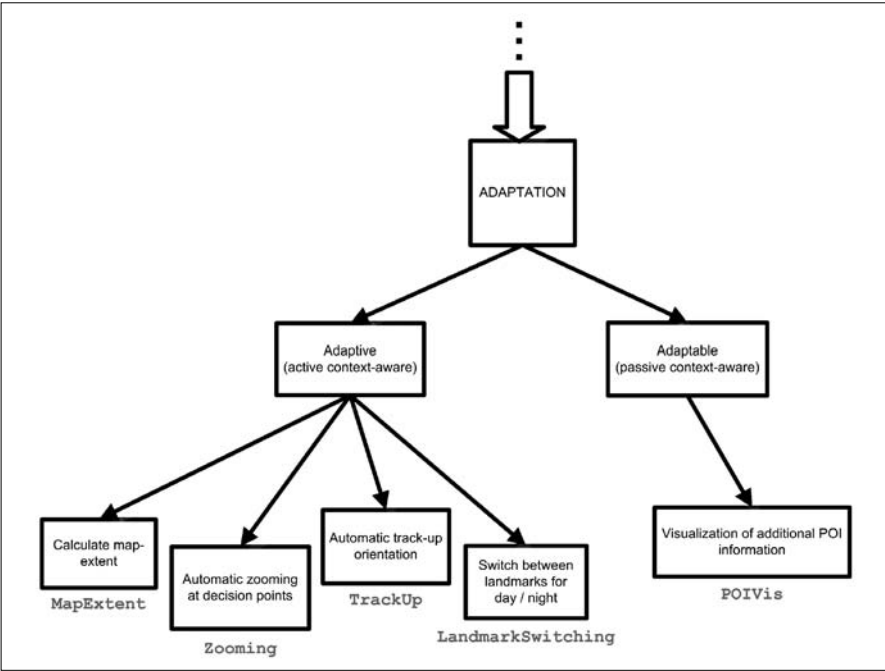 ADAPTATION
Adaptive
(active context-aware)
Adaptable
(passive context-aware)
Calculate map-
extent
MapExtent
Automatic zooming
at decision points
Zooming
Automatic track-up
orientation
TrackUp
Switch between
landmarks for
day / night
LandmarkSwitching
Visualization of additional POI
information
POIVis